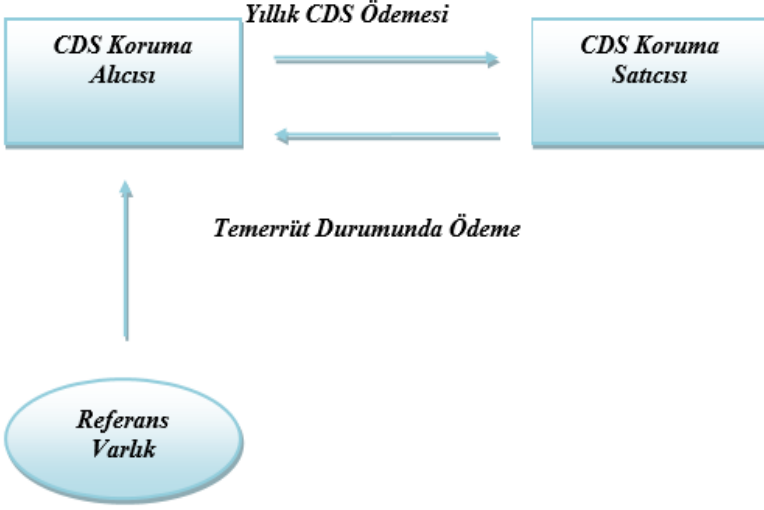 Yıllık CDS Ödemesi
CDS Koruma
Alıcısı
CDS Koruma
Satıcısı
Temerrüt Durumunda Ödeme
Referans
Varlık